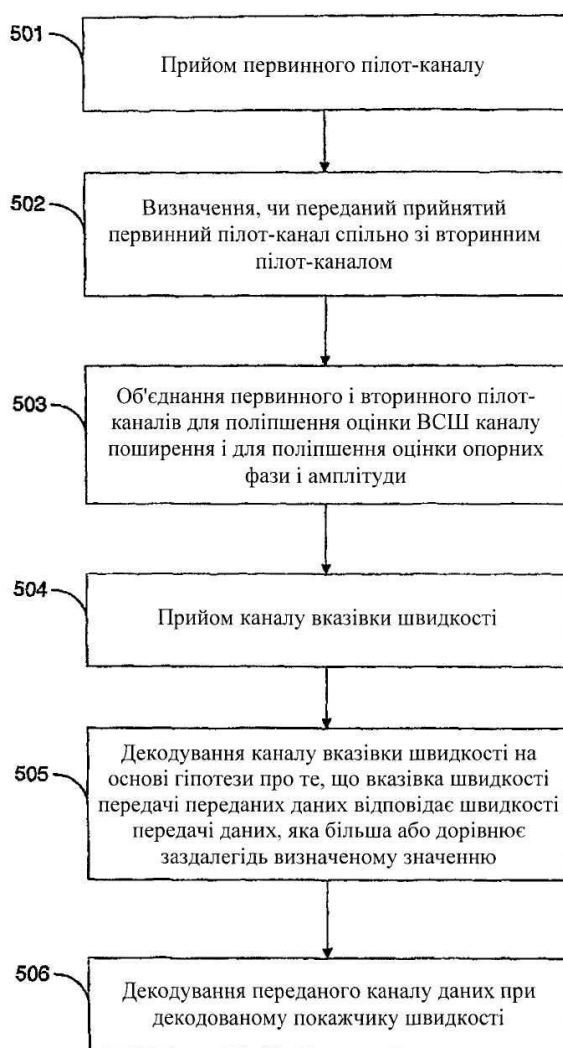 501
Прийом первинного пілот-каналу
502
Визначення, чи переданий прийнятий
первинний пілот-канал спільно зі вторинним
пілот-каналом
503
Об'єднання первинного і вторинного пілот-
каналів для поліпшення оцінки ВСШ каналу
поширення і для поліпшення оцінки опорних
фази і амплітуди
504
Прийом каналу вказівки швидкості
505
Декодування каналу вказівки швидкості на
основі гіпотези про те, що вказівка швидкості
передачі переданих даних відповідає швидкості
передачі даних, яка більша або дорівнює
заздалегідь визначеному значенню
506
Декодування переданого каналу даних при
декодованому покажчику швидкості